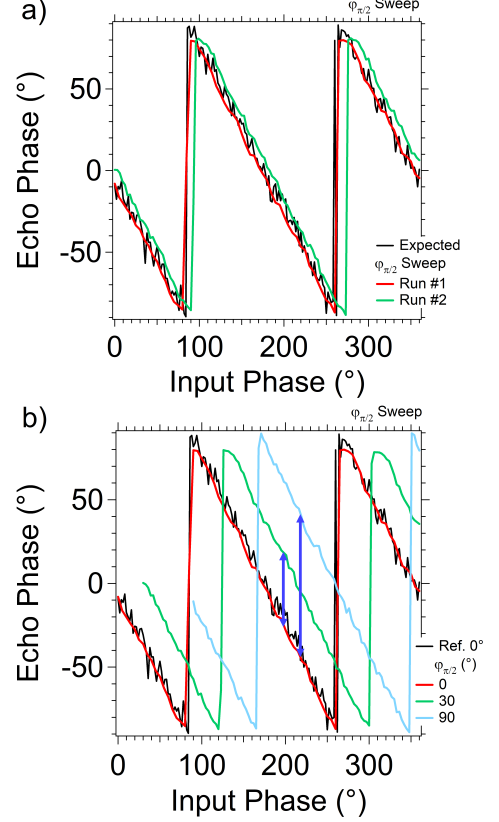 a)
φπ/2 Sweep
Echo Phase (°)
50
0
-50
Expected
φπ/2 Sweep
Run #1
Run #2
0 100 200 300
Input Phase (°)
b)
φπ/2 Sweep
Echo Phase (°)
50
0
-50
Ref. 0°
φπ/2 (°)
0
30
90
0 100 200 300
Input Phase (°)